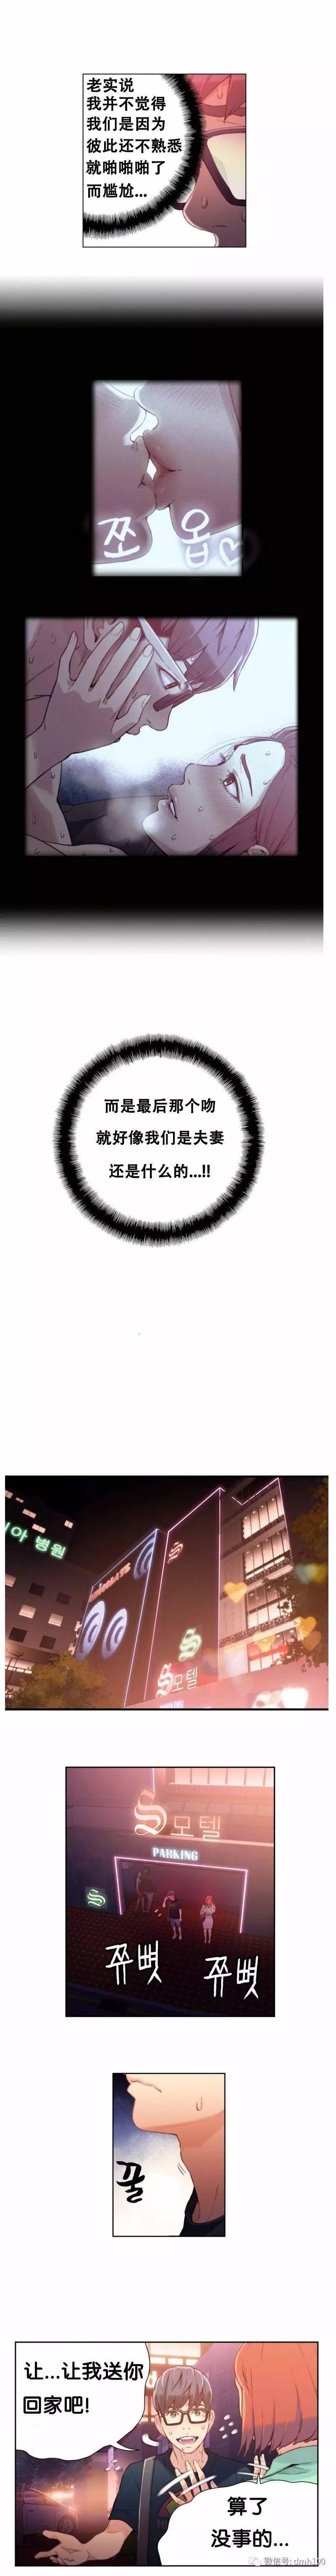 老实说
我并不觉得
我们是因为
彼此还不熟悉
就啪啪啪了
而尴尬...
쪼 옵♡
而是最后那个吻
就好像我们是夫妻
还是什么的...!!
아 병원
S
S
모텔
S모텔
PARKING
S
쭈뼛
쭈뼛
꿀
让...让我送你
回家吧!
算了
没事的...
微信号: dmh109